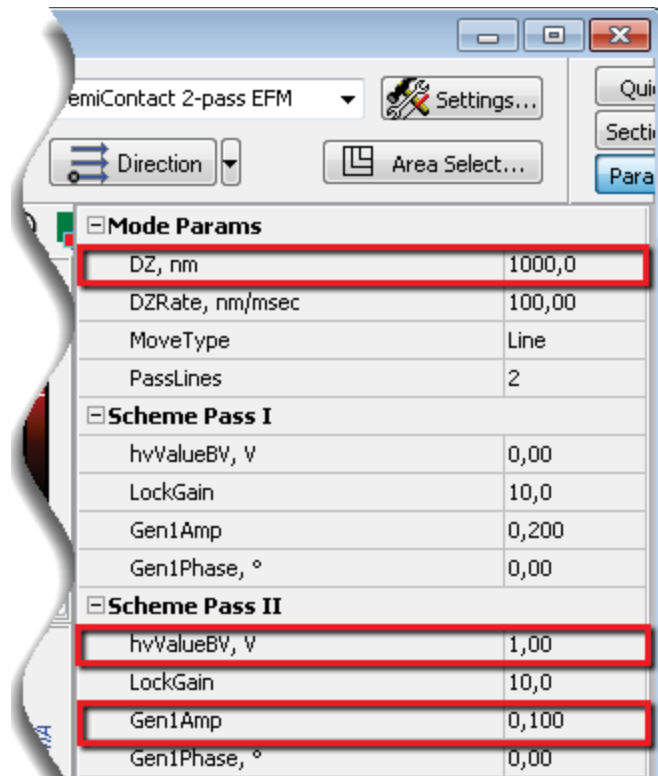 emiContact 2-pass EFM
Settings...
Qui
Direction
Area Select...
Secti
Para
Mode Params
DZ, nm 1000,0
DZRate, nm/msec 100,00
MoveType Line
PassLines 2
Scheme Pass I
hvValueBV, V 0,00
LockGain 10,0
Gen1Amp 0,200
Gen1Phase, ° 0,00
Scheme Pass II
hvValueBV, V 1,00
LockGain 10,0
Gen1Amp 0,100
Gen1Phase, ° 0,00